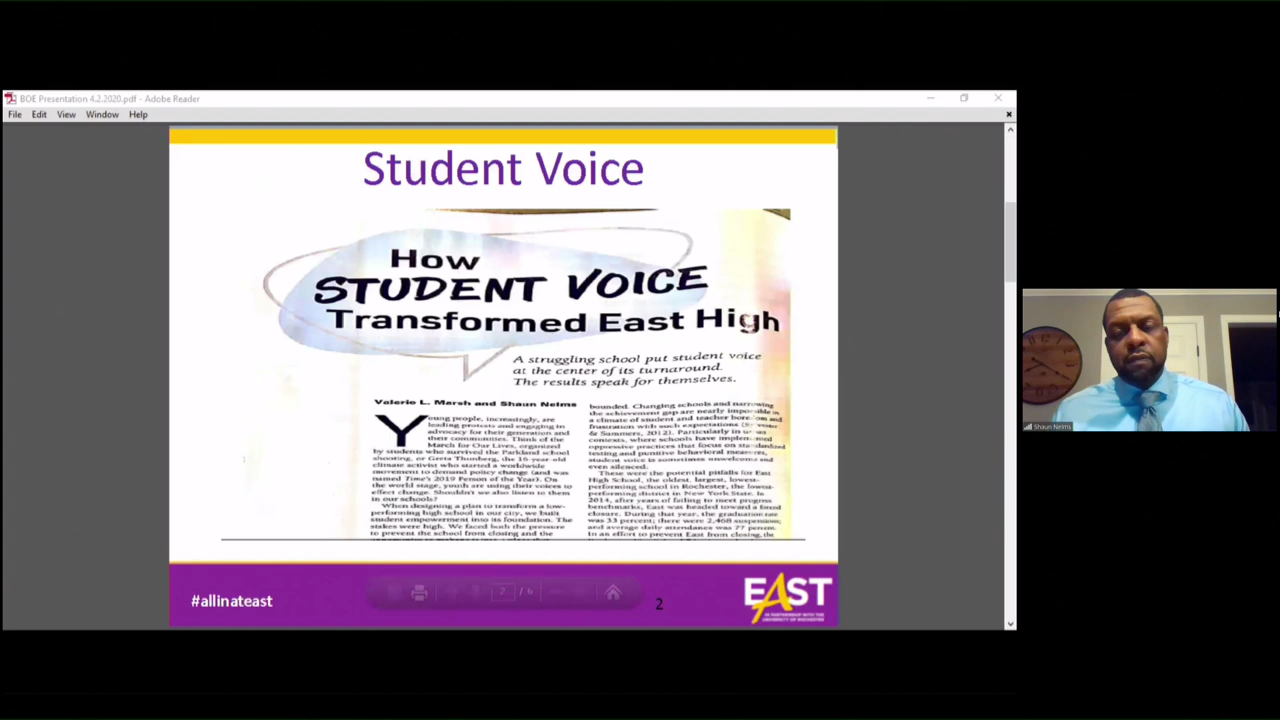 BOE Presentation 4.2.2020.pdf - Adobe Reader
File Edit View Window Help
Student Voice
How
STUDENT VOICE
Transformed East High
A struggling school put student voice
at the center of its turnaround.
The results speak for themselves.
Valerie L. Marsh and Shaun Nelms
Young people, increasingly, are
leading protests and engaging in
advocacy for their generation and
their communities. Think of the
March for Our Lives, organized
by students who survived the Parkland school
shooting, or Greta Thunberg, the 16-year-old
climate activist who started a worldwide
movement to demand policy change (and was
named Time's 2019 Person of the Year). On
the world stage, youth are using their voices to
effect change. Shouldn't we also listen to them
in our schools?
When designing a plan to transform a low-
performing high school in our city, we built
student empowerment into its foundation. The
stakes were high. We faced both the pressure
to prevent the school from closing and the
bounded. Changing schools and narrowing
the achievement gap are nearly impossible in
a climate of student and teacher boredom and
frustration with such expectations
& Summers, 2012). Particularly in urban
contexts, where schools have implemented
oppressive practices that focus on standardized
testing and punitive behavioral measures,
student voice is sometimes unwelcome and
even silenced.
These were the potential pitfalls for East
High School, the oldest, largest, lowest-
performing school in Rochester, the lowest-
performing district in New York State. In
2014, after years of failing to meet progress
benchmarks, East was headed toward a forced
closure. During that year, the graduation rate
was 33 percent; there were 2,468 suspensions;
and average daily attendance was 77 percent.
In an effort to prevent East from closing, the
#allinateast
2 / 6
2
EAST
IN PARTNERSHIP WITH THE
UNIVERSITY OF ROCHESTER
Shaun Nelms